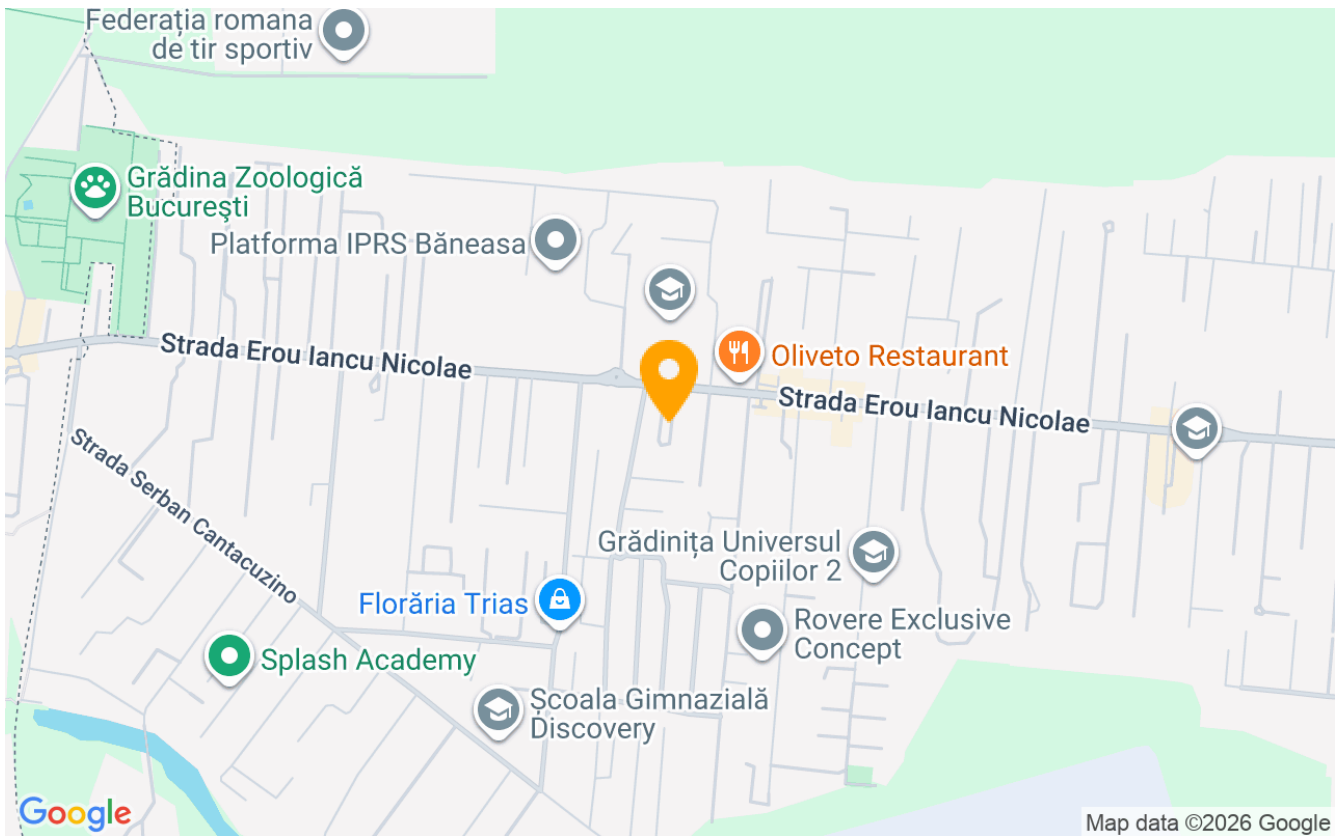 Federația romana
de tir sportiv
Grădina Zoologică
Bucureşti
Platforma IPRS Băneasa
Strada Erou Iancu Nicolae
Oliveto Restaurant
Strada Erou Iancu Nicolae
Strada Serban Cantacuzino
Grădinița Universul
Copiilor 2
Florăria Trias
Rovere Exclusive
Concept
Splash Academy
Școala Gimnazială
Discovery
Google
Map data ©2026 Google